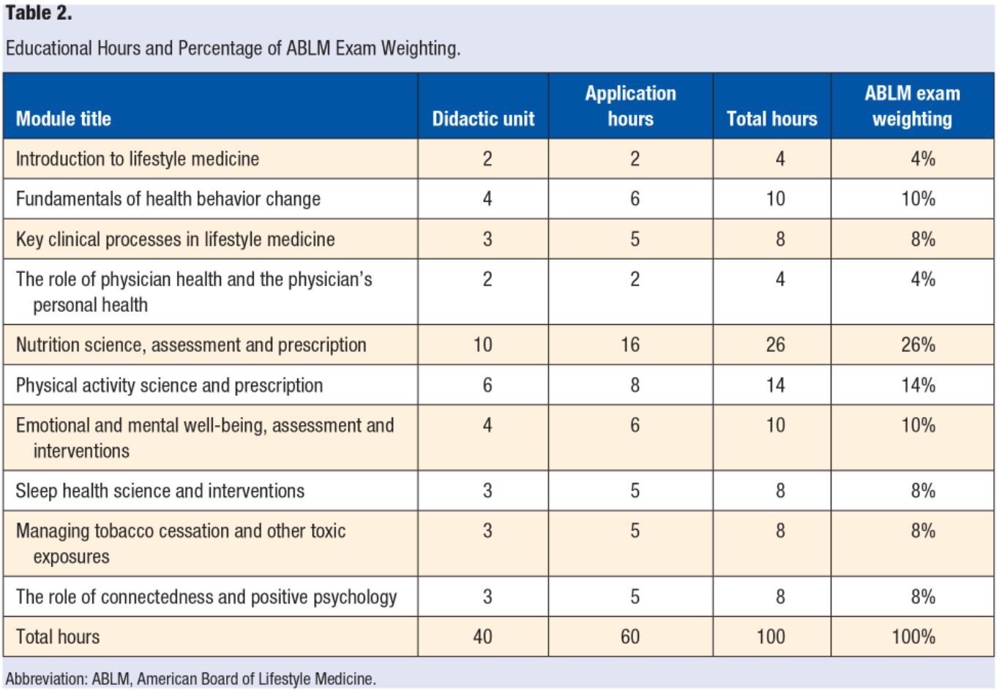 Table 2.
Educational Hours and Percentage of ABLM Exam Weighting.
Module title Didactic unit Application hours Total hours ABLM exam weighting
Introduction to lifestyle medicine 2 2 4 4%
Fundamentals of health behavior change 4 6 10 10%
Key clinical processes in lifestyle medicine 3 5 8 8%
The role of physician health and the physician’s 2 2 4 4%
personal health
Nutrition science, assessment and prescription 10 16 26 26%
Physical activity science and prescription 6 8 14 14%
Emotional and mental well-being, assessment and 4 6 10 10%
interventions
Sleep health science and interventions 3 5 8 8%
Managing tobacco cessation and other toxic 3 5 8 8%
exposures
The role of connectedness and positive psychology 3 5 8 8%
Total hours 40 60 100 100%
Abbreviation: ABLM, American Board of Lifestyle Medicine.